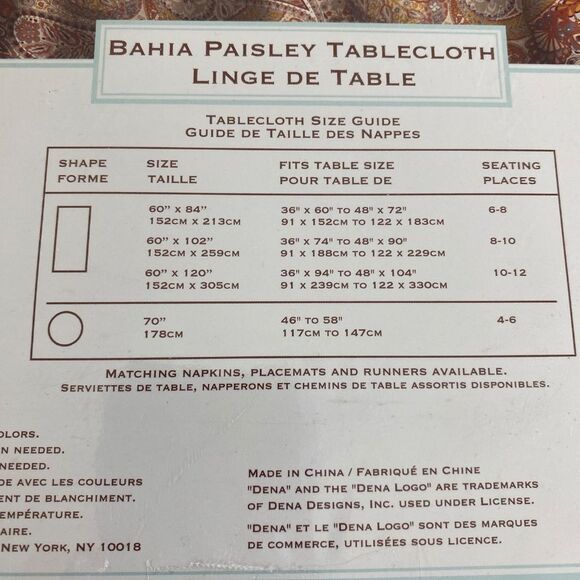 BAHIA PAISLEY TABLECLOTH
LINGE DE TABLE
TABLECLOTH SIZE GUIDE
GUIDE DE TAILLE DES NAPPES
SHAPE SIZE FITS TABLE SIZE SEATING
FORME TAILLE POUR TABLE DE PLACES
60" X 84" 36" X 60" TO 48" X 72" 6-8
152CM X 213CM 91 X 152CM TO 122 X 183CM
60" X 102" 36" X 74" TO 48" X 90" 8-10
152CM X 259CM 91 X 188CM TO 122 X 229CM
60" X 120" 36" X 94" TO 48" X 104" 10-12
152CM X 305CM 91 X 239CM TO 122 X 330CM
70" 46" TO 58" 4-6
178CM 117CM TO 147CM
MATCHING NAPKINS, PLACEMATS AND RUNNERS AVAILABLE.
SERVIETTES DE TABLE, NAPPERONS ET CHEMINS DE TABLE ASSORTIS DISPONIBLES.
OLORS.
N NEEDED.
NEEDED.
DE AVEC LES COULEURS
ENT DE BLANCHIMENT.
EMPÉRATURE.
AIRE.
NEW YORK, NY 10018
MADE IN CHINA / FABRIQUÉ EN CHINE
"DENA" AND THE "DENA LOGO" ARE TRADEMARKS
OF DENA DESIGNS, INC. USED UNDER LICENSE.
"DENA" ET LE "DENA LOGO" SONT DES MARQUES
DE COMMERCE, UTILISÉES SOUS LICENCE.